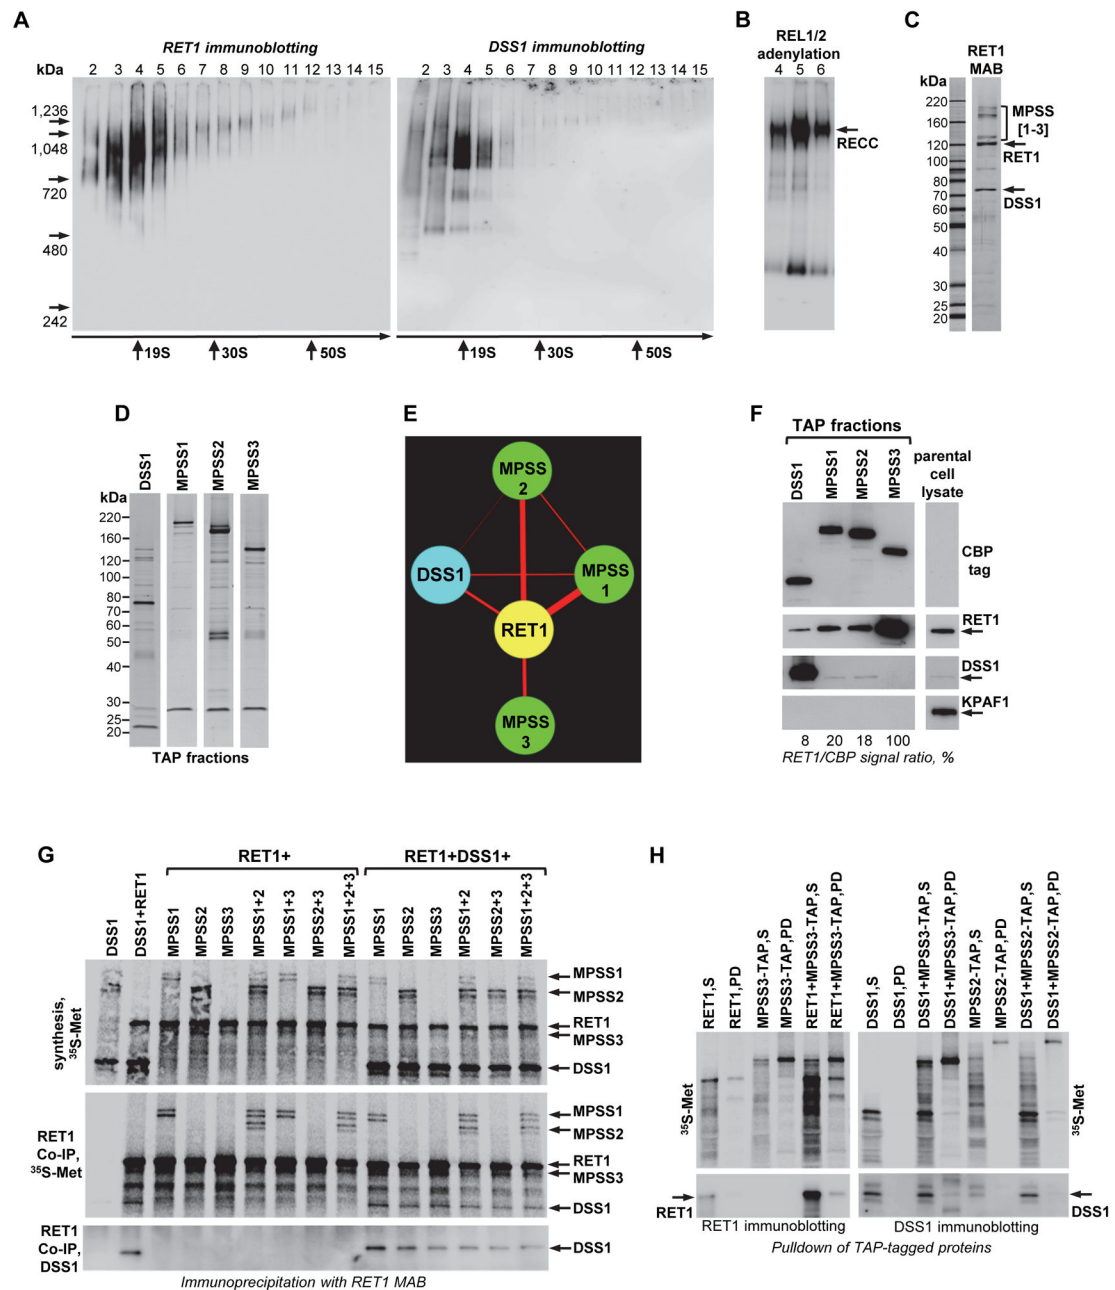 A
RET1 immunoblotting
DSS1 immunoblotting
kDa
2 3 4 5 6 7 8 9 10 11 12 13 14 15
2 3 4 5 6 7 8 9 10 11 12 13 14 15
1,236
1,048
720
480
242
19S 30S 50S
19S 30S 50S
B
REL1/2
adenylation
4 5 6
RECC
C
RET1
MAB
kDa
220
160
120
100
80
70
60
50
40
30
25
20
MPSS
[1-3]
RET1
DSS1
D
DSS1
MPSS1
MPSS2
MPSS3
kDa
220
160
120
100
80
70
60
50
40
30
25
20
TAP fractions
E
MPSS
2
DSS1
MPSS
1
RET1
MPSS
3
F
TAP fractions
DSS1
MPSS1
MPSS2
MPSS3
parental
cell
lysate
CBP
tag
RET1
DSS1
KPAF1
8 20 18 100
RET1/CBP signal ratio, %
G
RET1+
RET1+DSS1+
DSS1
DSS1+RET1
MPSS1
MPSS2
MPSS3
MPSS1+2
MPSS1+3
MPSS2+3
MPSS1+2+3
MPSS1
MPSS2
MPSS3
MPSS1+2
MPSS2+3
MPSS1+2+3
synthesis,
35S-Met
MPSS1
MPSS2
RET1
MPSS3
DSS1
RET1
Co-IP,
35S-Met
MPSS1
MPSS2
RET1
MPSS3
DSS1
RET1
Co-IP,
DSS1
DSS1
Immunoprecipitation with RET1 MAB
H
RET1,S
RET1,PD
MPSS3-TAP,S
MPSS3-TAP,PD
RET1+MPSS3-TAP,S
RET1+MPSS3-TAP,PD
DSS1,S
DSS1,PD
DSS1+MPSS3-TAP,S
DSS1+MPSS3-TAP,PD
MPSS2-TAP,S
MPSS2-TAP,PD
DSS1+MPSS2-TAP,S
DSS1+MPSS2-TAP,PD
35S-Met
35S-Met
RET1
DSS1
RET1 immunoblotting
DSS1 immunoblotting
Pulldown of TAP-tagged proteins